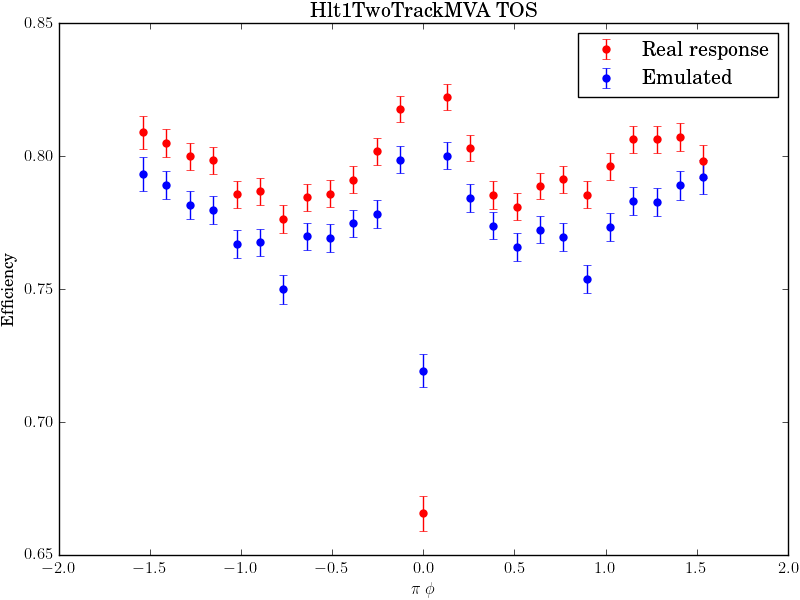 Hlt1TwoTrackMVA TOS
Real response
Emulated
Efficiency
0.85
0.80
0.75
0.70
0.65
−2.0 −1.5 −1.0 −0.5 0.0 0.5 1.0 1.5 2.0
π ϕ